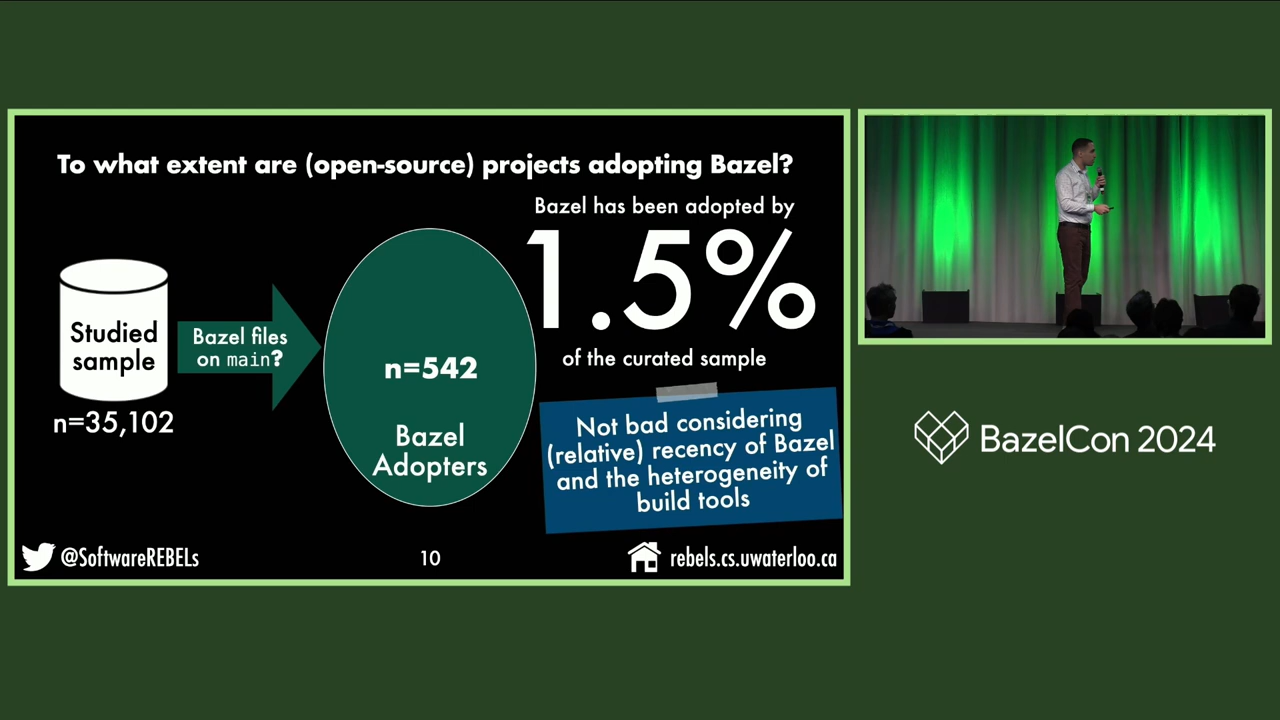 To what extent are (open-source) projects adopting Bazel?
Bazel has been adopted by
1.5%
of the curated sample
Studied
sample
n=35,102
Bazel files
on main?
n=542
Bazel
Adopters
Not bad considering
(relative) recency of Bazel
and the heterogeneity of
build tools
@SoftwareREBELs
10
rebels.cs.uwaterloo.ca
BazelCon 2024